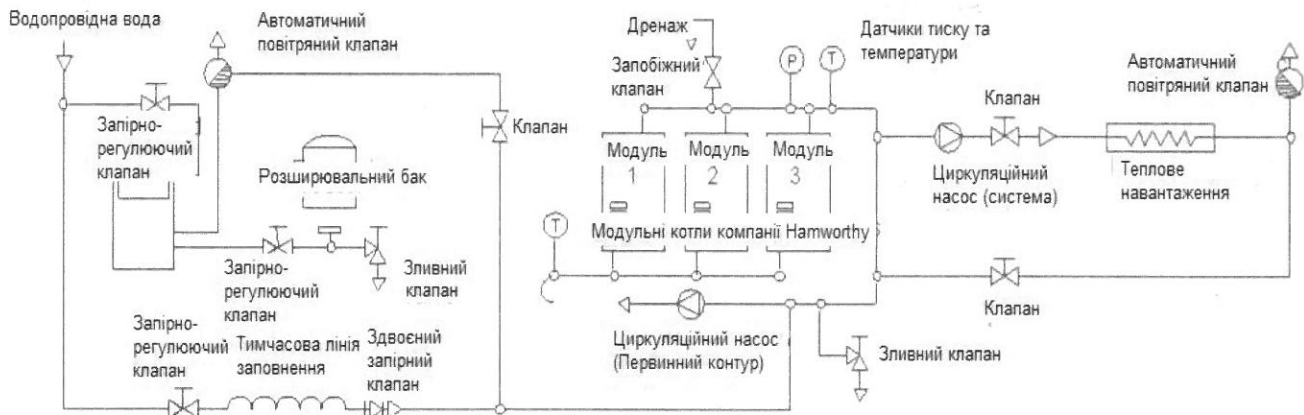 Водопровідна вода
Автоматичний
повітряний клапан
Запірно-
регулюючий
клапан
Розширювальний бак
Клапан
Запірно-
регулюючий
клапан
Зливний
клапан
Запірно-
регулюючий
клапан
Тимчасова лінія
заповнення
Здвоєний
запірний
клапан
Дренаж
Запобіжний
клапан
P
T
Датчики тиску та
температури
Модуль
1
Модуль
2
Модуль
3
T
Модульні котли компанії Hamworthy
Циркуляційний насос
(Первинний контур)
Зливний клапан
Клапан
Циркуляційний
насос (система)
Теплове
навантаження
Автоматичний
повітряний клапан
Клапан